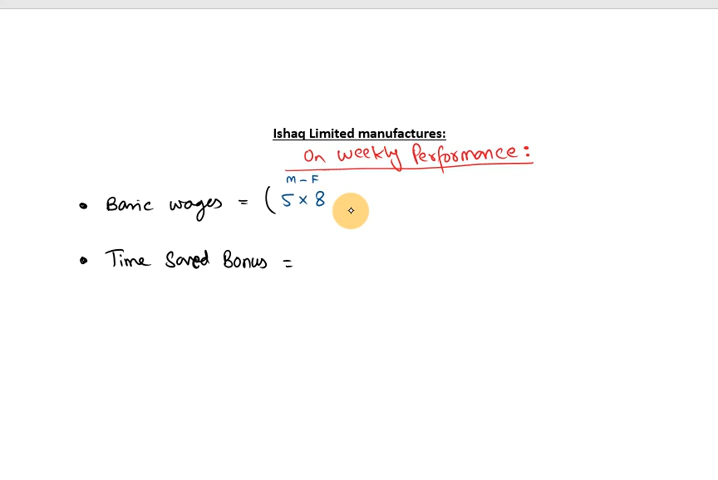 Ishaq Limited manufactures:
On Weekly Performance:
M – F
• Basic wages = ( 5 × 8
• Time Saved Bonus =